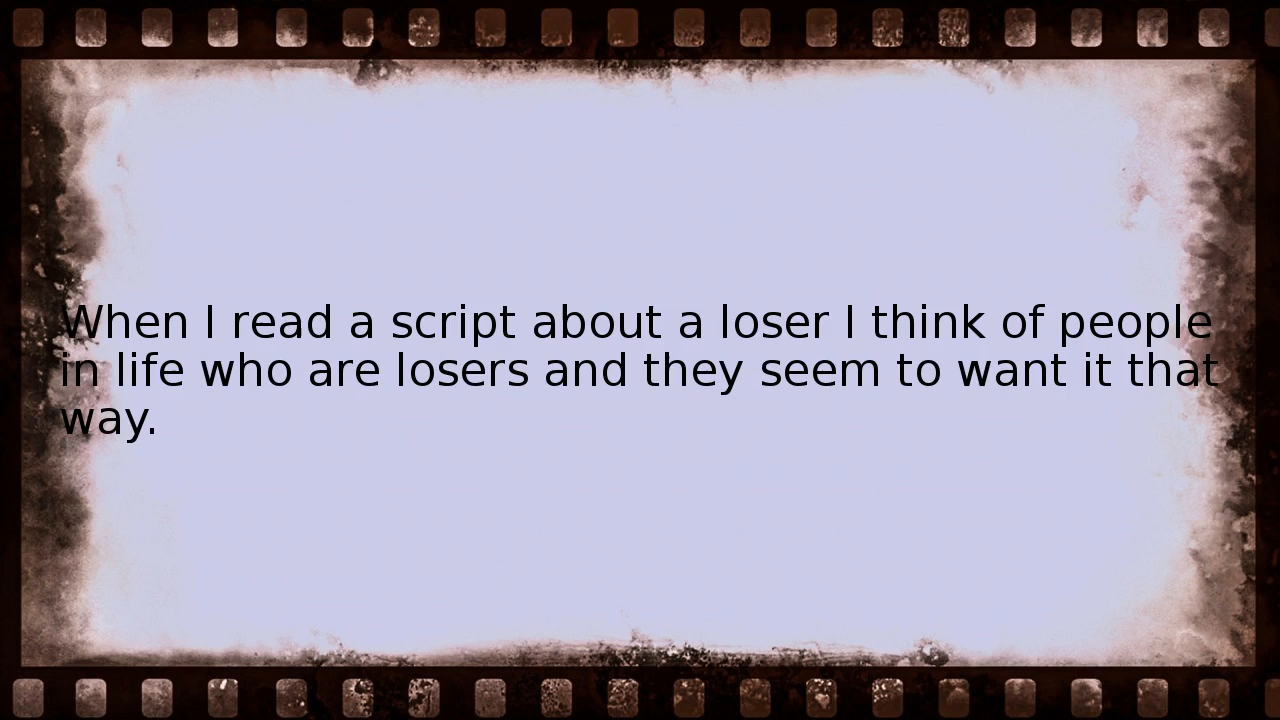 When I read a script about a loser I think of people
in life who are losers and they seem to want it that
way.